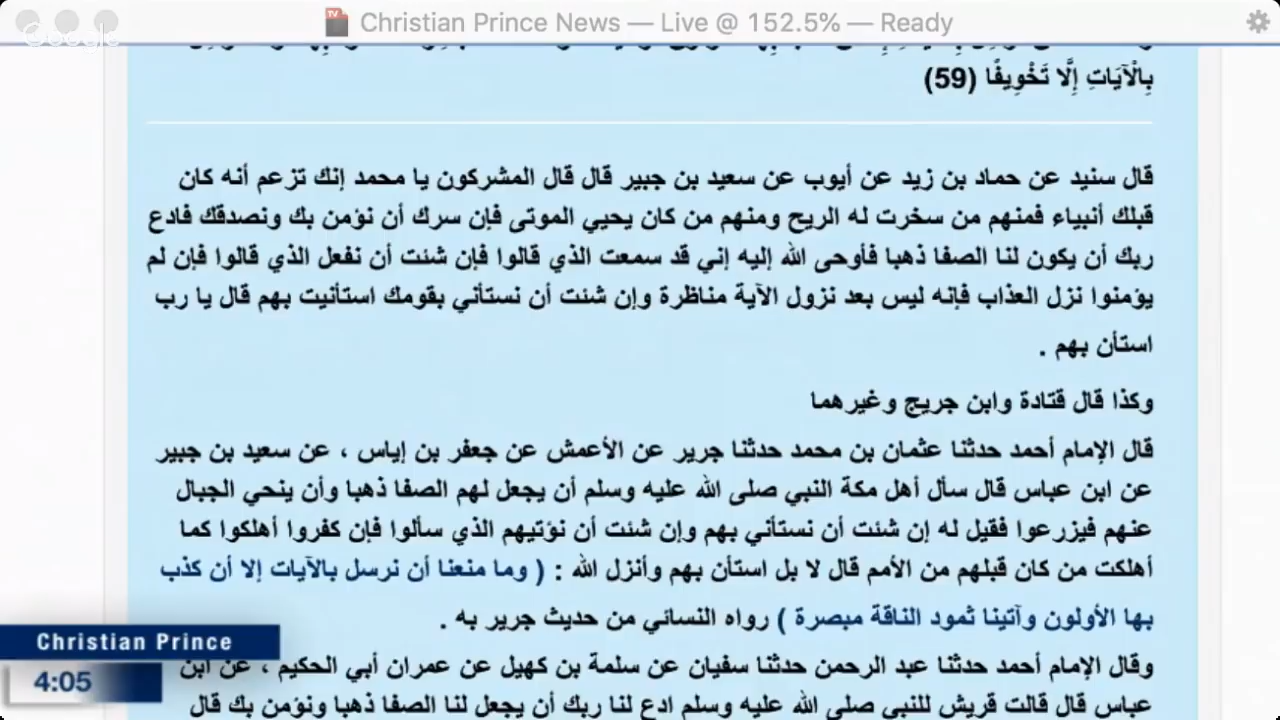 Christian Prince News — Live @ 152.5% — Ready
Google
بِالْآيَاتِ إِلَّا تَخْوِيفًا (59)
قال سنيد عن حماد بن زيد عن أيوب عن سعيد بن جبير قال قال المشركون يا محمد إنك تزعم أنه كان
قبلك أنبياء فمنهم من سخرت له الريح ومنهم من كان يحيي الموتى فإن سرك أن نؤمن بك ونصدقك فادع
ربك أن يكون لنا الصفا ذهبا فأوحى الله إليه إني قد سمعت الذي قالوا فإن شئت أن نفعل الذي قالوا فإن لم
يؤمنوا نزل العذاب فإنه ليس بعد نزول الآية مناظرة وإن شئت أن نستأني بقومك استأنيت بهم قال يا رب
استأن بهم .
وكذا قال قتادة وابن جريج وغيرهما
قال الإمام أحمد حدثنا عثمان بن محمد حدثنا جرير عن الأعمش عن جعفر بن إياس ، عن سعيد بن جبير
عن ابن عباس قال سأل أهل مكة النبي صلى الله عليه وسلم أن يجعل لهم الصفا ذهبا وأن ينحي الجبال
عنهم فيزرعوا فقيل له إن شئت أن نستأني بهم وإن شئت أن نؤتيهم الذي سألوا فإن كفروا أهلكوا كما
أهلكت من كان قبلهم من الأمم قال لا بل استأن بهم وأنزل الله : ( وما منعنا أن نرسل بالآيات إلا أن كذب
بها الأولون وآتينا ثمود الناقة مبصرة ) رواه النسائي من حديث جرير به .
وقال الإمام أحمد حدثنا عبد الرحمن حدثنا سفيان عن سلمة بن كهيل عن عمران أبي الحكيم ، عن ابن
عباس قال قالت قريش للنبي صلى الله عليه وسلم ادع لنا ربك أن يجعل لنا الصفا ذهبا ونؤمن بك قال
Christian Prince
4:05